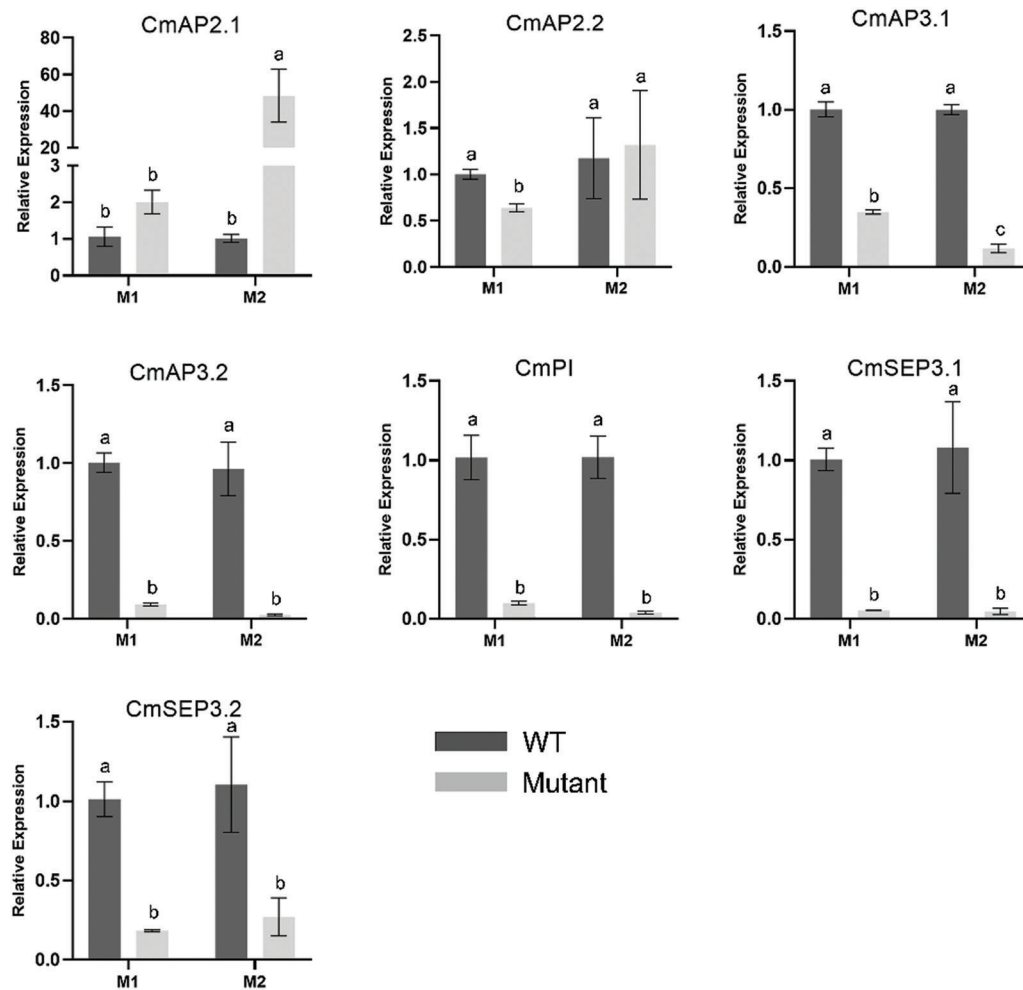 CmAP2.1
Relative Expression
80
60
40
20
3
2
1
0
b
b
b
a
M1
M2
CmAP2.2
Relative Expression
2.5
2.0
1.5
1.0
0.5
0.0
a
b
a
a
M1
M2
CmAP3.1
Relative Expression
1.5
1.0
0.5
0.0
a
b
a
c
M1
M2
CmAP3.2
Relative Expression
1.5
1.0
0.5
0.0
a
b
a
b
M1
M2
CmPI
Relative Expression
1.5
1.0
0.5
0.0
a
b
a
b
M1
M2
CmSEP3.1
Relative Expression
1.5
1.0
0.5
0.0
a
b
a
b
M1
M2
CmSEP3.2
Relative Expression
1.5
1.0
0.5
0.0
a
b
a
b
M1
M2
WT
Mutant